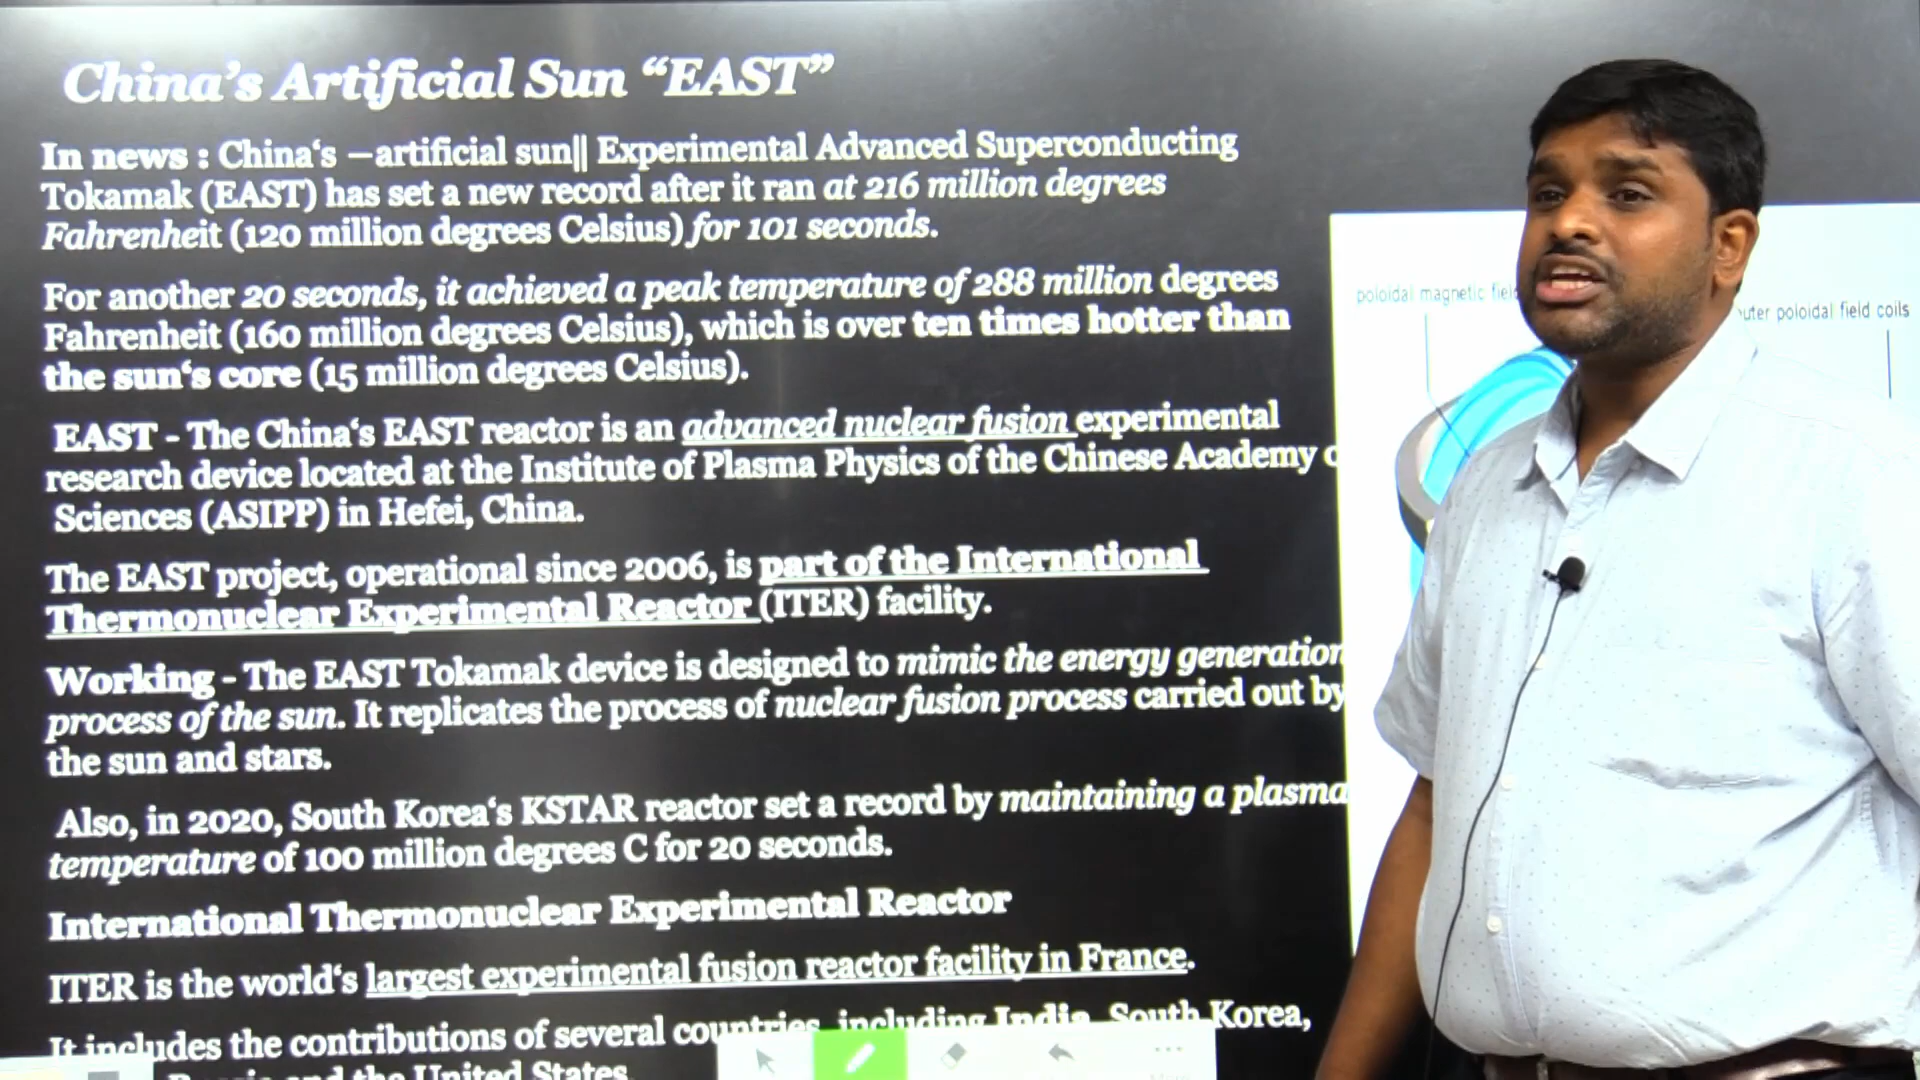 China's Artificial Sun “EAST”
In news : China‘s –artificial sun‖ Experimental Advanced Superconducting
Tokamak (EAST) has set a new record after it ran at 216 million degrees
Fahrenheit (120 million degrees Celsius) for 101 seconds.
For another 20 seconds, it achieved a peak temperature of 288 million degrees
Fahrenheit (160 million degrees Celsius), which is over ten times hotter than
the sun‘s core (15 million degrees Celsius).
EAST - The China‘s EAST reactor is an advanced nuclear fusion experimental
research device located at the Institute of Plasma Physics of the Chinese Academy
Sciences (ASIPP) in Hefei, China.
The EAST project, operational since 2006, is part of the International
Thermonuclear Experimental Reactor (ITER) facility.
Working - The EAST Tokamak device is designed to mimic the energy generation
process of the sun. It replicates the process of nuclear fusion process carried out by
the sun and stars.
Also, in 2020, South Korea‘s KSTAR reactor set a record by maintaining a plasma
temperature of 100 million degrees C for 20 seconds.
International Thermonuclear Experimental Reactor
ITER is the world‘s largest experimental fusion reactor facility in France.
It includes the contributions of several countries, including India, South Korea,
Russia and the United States.
poloidal magnetic field
outer poloidal field coils